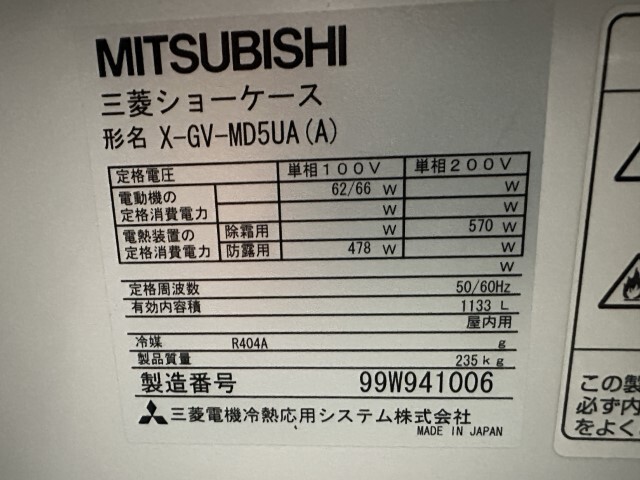 MITSUBISHI
三菱ショーケース
形名 X-GV-MD5UA(A)
定格電圧 単相100V 単相200V
電動機の 62/66 W W
定格消費電力 W W
電熱装置の 除霜用 W 570 W
定格消費電力 防露用 478 W W
W
定格周波数 50/60Hz
有効内容積 1133 L
屋内用
冷媒 R404A g
製品質量 235kg
製造番号 99W941006
三菱電機冷熱応用システム株式会社
MADE IN JAPAN
この製
必ず内
をよく